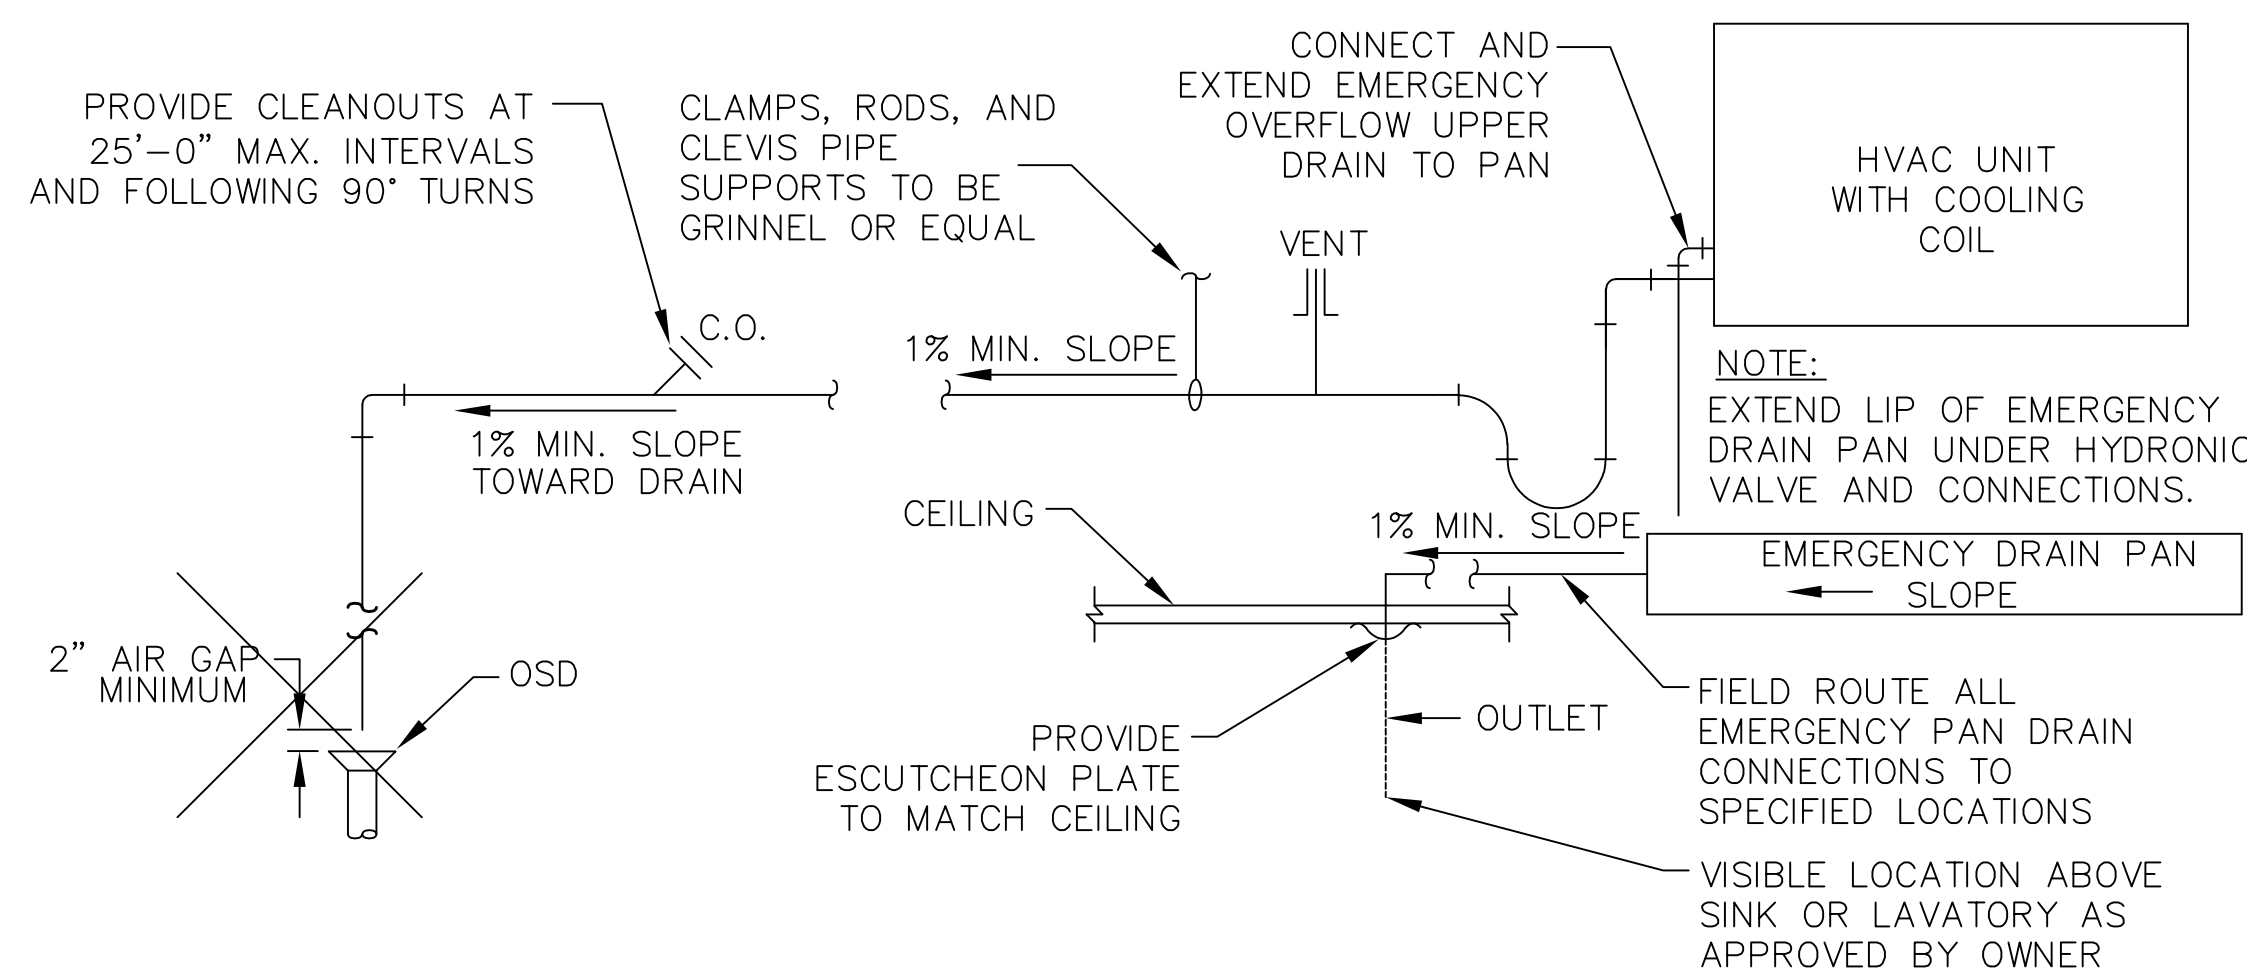 PROVIDE CLEANOUTS AT
25'-0" MAX. INTERVALS
AND FOLLOWING 90° TURNS
CLAMPS, RODS, AND
CLEVIS PIPE
SUPPORTS TO BE
GRINNEL OR EQUAL
CONNECT AND
EXTEND EMERGENCY
OVERFLOW UPPER
DRAIN TO PAN
HVAC UNIT
WITH COOLING
COIL
VENT
C.O.
1% MIN. SLOPE
1% MIN. SLOPE
TOWARD DRAIN
NOTE:
EXTEND LIP OF EMERGENCY
DRAIN PAN UNDER HYDRONIC
VALVE AND CONNECTIONS.
CEILING
1% MIN. SLOPE
EMERGENCY DRAIN PAN
SLOPE
2" AIR GAP
MINIMUM
OSD
PROVIDE
ESCUTCHEON PLATE
TO MATCH CEILING
OUTLET
FIELD ROUTE ALL
EMERGENCY PAN DRAIN
CONNECTIONS TO
SPECIFIED LOCATIONS
VISIBLE LOCATION ABOVE
SINK OR LAVATORY AS
APPROVED BY OWNER